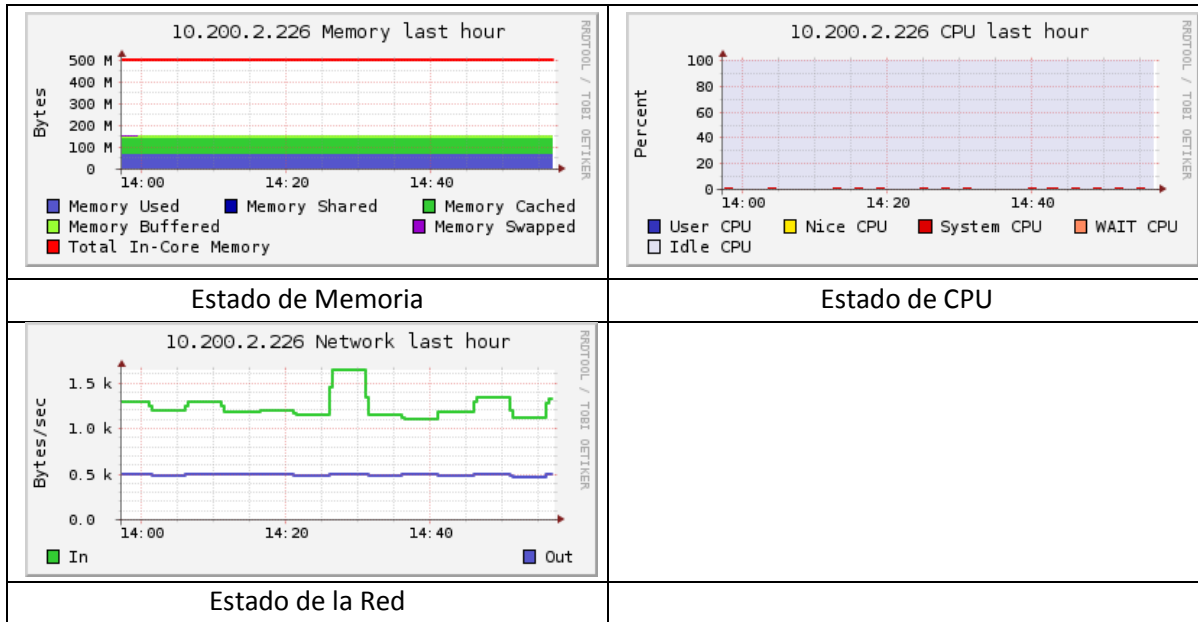 10.200.2.226 Memory last hour
RRDTOOL / TOBI OETIKER
Bytes
500 M
400 M
300 M
200 M
100 M
0
14:00 14:20 14:40
Memory Used Memory Shared Memory Cached
Memory Buffered Memory Swapped
Total In-Core Memory
10.200.2.226 CPU last hour
RRDTOOL / TOBI OETIKER
Percent
100
80
60
40
20
0
14:00 14:20 14:40
User CPU Nice CPU System CPU WAIT CPU
Idle CPU
Estado de Memoria
Estado de CPU
10.200.2.226 Network last hour
RRDTOOL / TOBI OETIKER
Bytes/sec
1.5 k
1.0 k
0.5 k
0.0
14:00 14:20 14:40
In Out
Estado de la Red